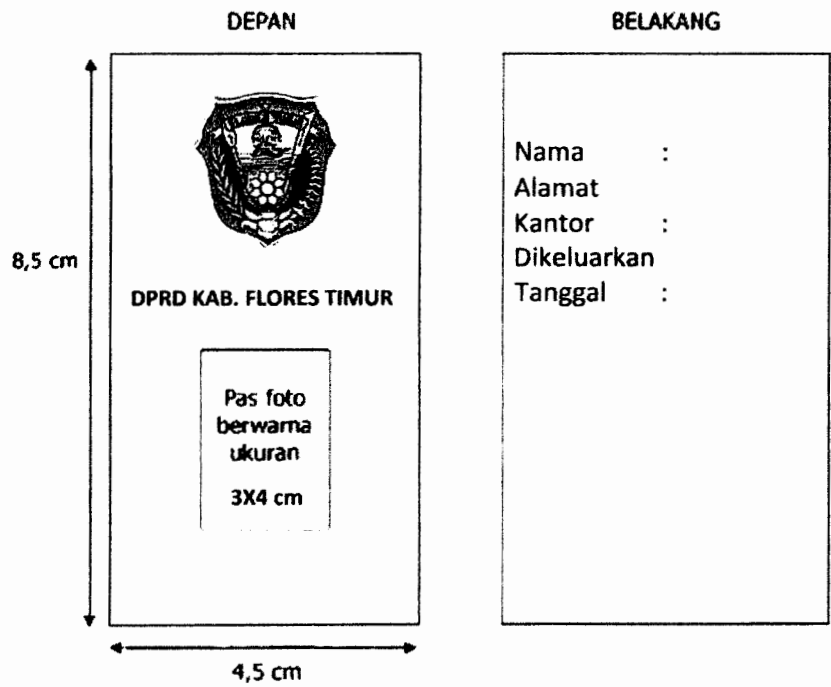 DEPAN
8,5 cm
DPRD KAB. FLORES TIMUR
Pas foto
berwarna
ukuran
3X4 cm
4,5 cm
BELAKANG
Nama :
Alamat
Kantor :
Dikeluarkan
Tanggal :